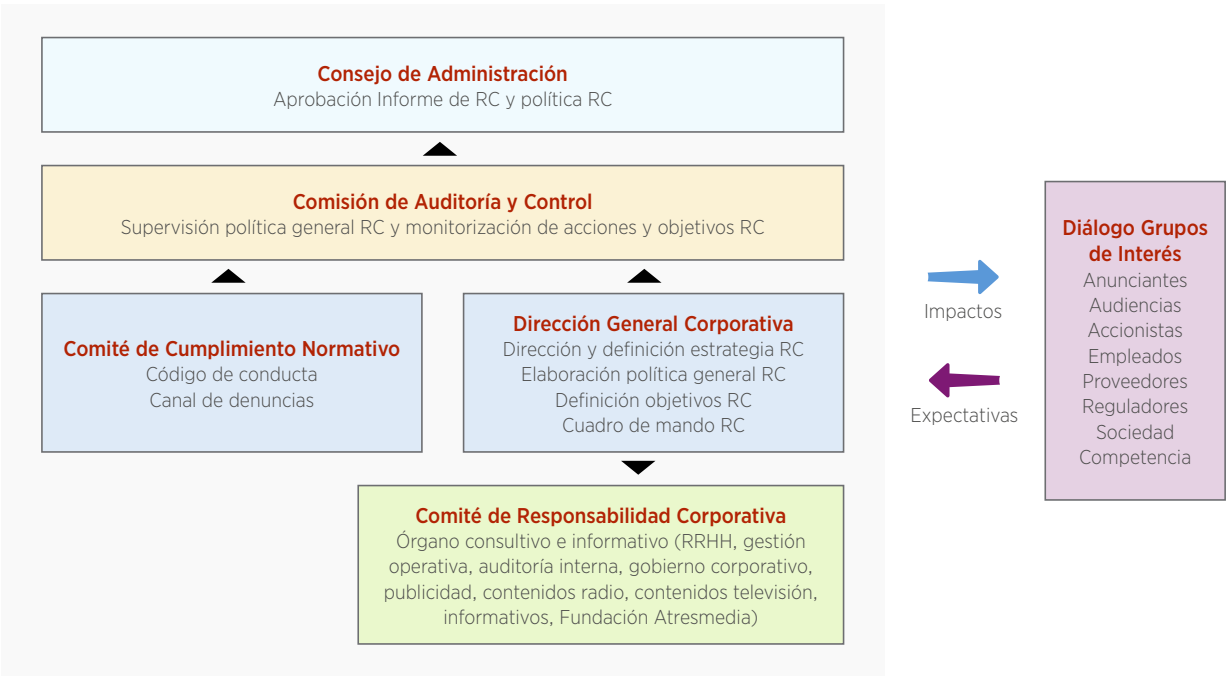 Consejo de Administración
Aprobación Informe de RC y política RC
Comisión de Auditoría y Control
Supervisión política general RC y monitorización de acciones y objetivos RC
Comité de Cumplimiento Normativo
Código de conducta
Canal de denuncias
Dirección General Corporativa
Dirección y definición estrategia RC
Elaboración política general RC
Definición objetivos RC
Cuadro de mando RC
Comité de Responsabilidad Corporativa
Órgano consultivo e informativo (RRHH, gestión
operativa, auditoría interna, gobierno corporativo,
publicidad, contenidos radio, contenidos televisión,
informativos, Fundación Atresmedia)
Impactos
Expectativas
Diálogo Grupos
de Interés
Anunciantes
Audiencias
Accionistas
Empleados
Proveedores
Reguladores
Sociedad
Competencia